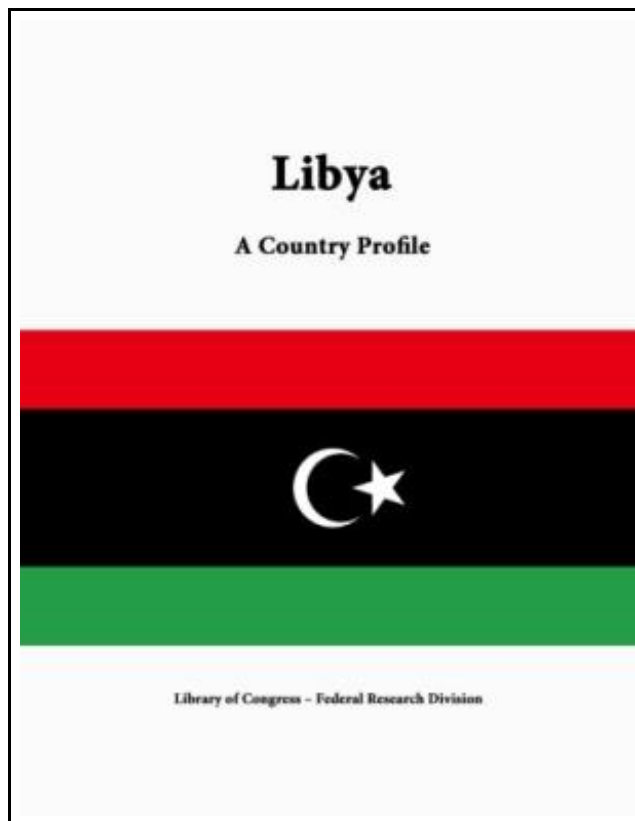 Libya
A Country Profile
Library of Congress – Federal Research Division